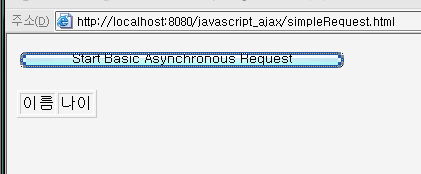 주소(D) http://localhost:8080/javascript_ajax/simpleRequest.html
Start Basic Asynchronous Request
이름 나이